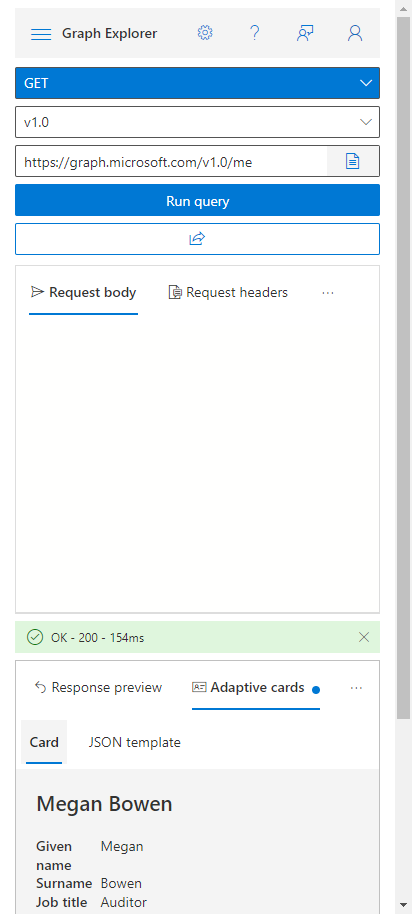 Graph Explorer
GET
v1.0
https://graph.microsoft.com/v1.0/me
Run query
Request body Request headers ...
OK - 200 - 154ms
Response preview Adaptive cards ...
Card JSON template
Megan Bowen
Given name Megan
Surname Bowen
Job title Auditor